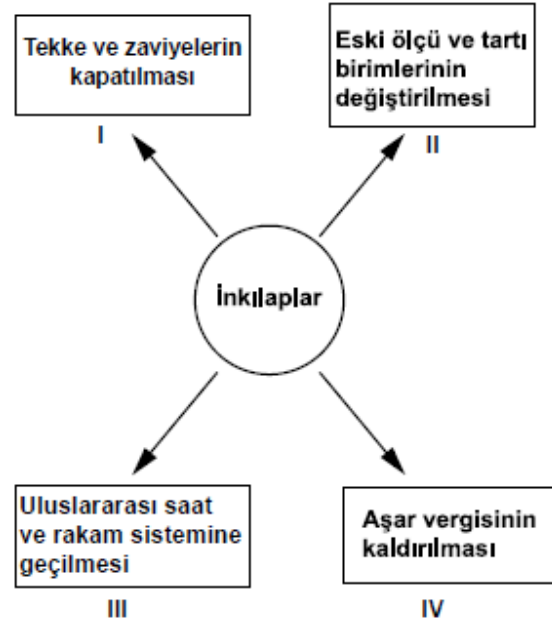 Tekke ve zaviyelerin
kapatılması
I
Eski ölçü ve tartı
birimlerinin
değiştirilmesi
II
İnkılaplar
Uluslararası saat
ve rakam sistemine
geçilmesi
III
Aşar vergisinin
kaldırılması
IV